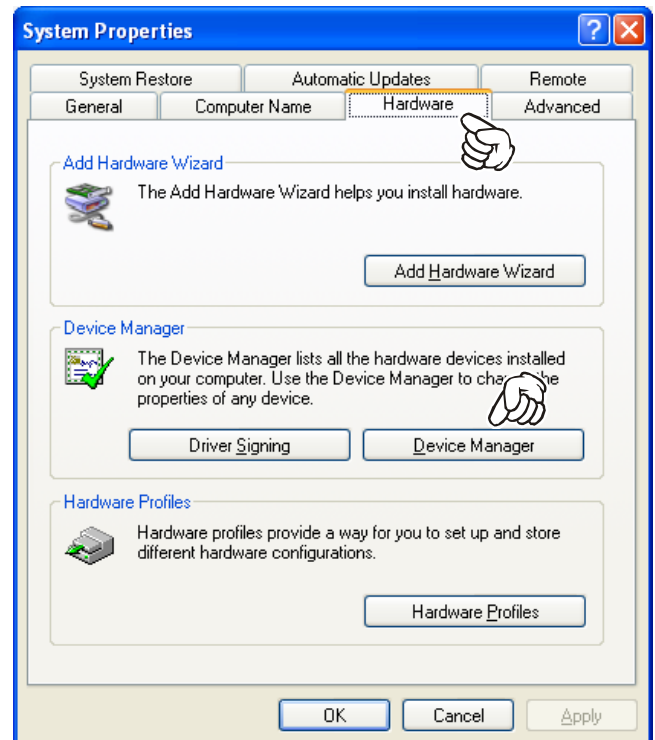 System Properties
System Restore Automatic Updates Remote
General Computer Name Hardware Advanced
Add Hardware Wizard
The Add Hardware Wizard helps you install hardware.
Add Hardware Wizard
Device Manager
The Device Manager lists all the hardware devices installed
on your computer. Use the Device Manager to the
properties of any device.
Driver Signing Device Manager
Hardware Profiles
Hardware profiles provide a way for you to set up and store
different hardware configurations.
Hardware Profiles
OK Cancel Apply